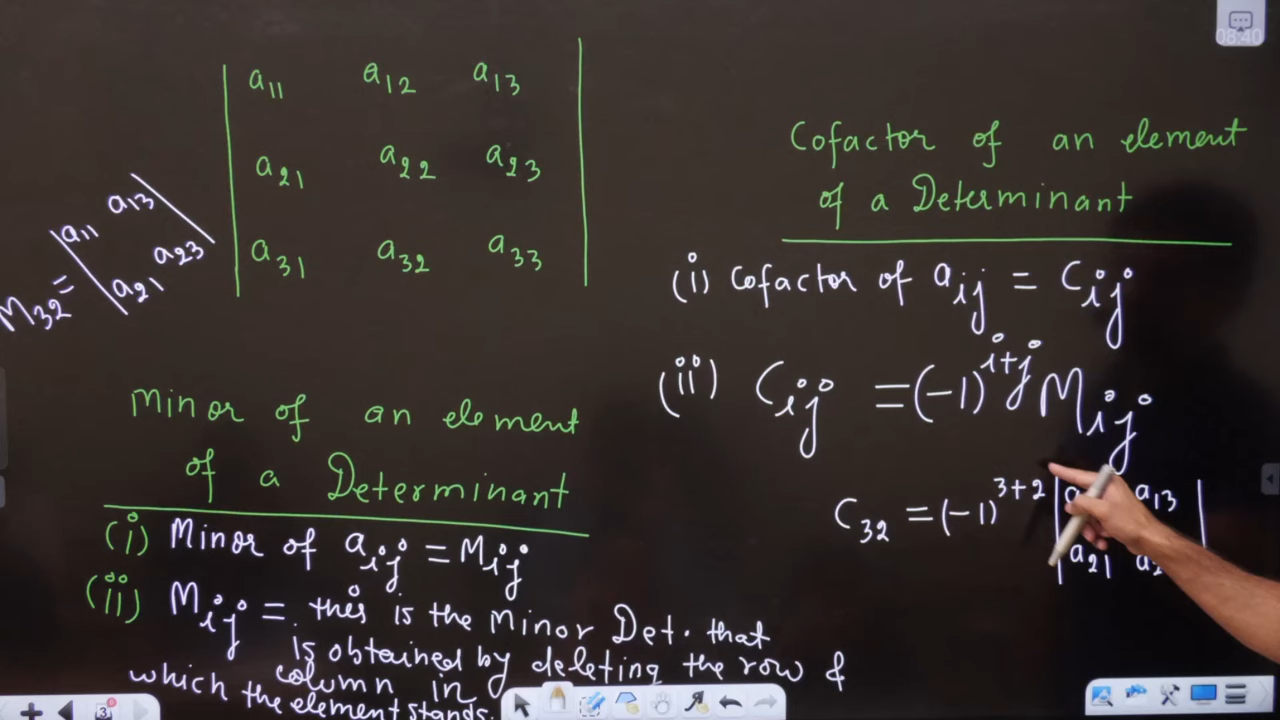 08:40
a11 a12 a13
a21 a22 a23
a31 a32 a33
M32 = |a11 a13
a21 a23|
Minor of an element
of a Determinant
(i) Minor of aij = Mij
(ii) Mij = this is the Minor Det. that
is obtained by deleting the row &
column in
which the element stands.
Cofactor of an element
of a Determinant
(i) Cofactor of aij = Cij
(ii) Cij = (-1)^i+j Mij
C32 = (-1)^3+2 | a13
a21
3